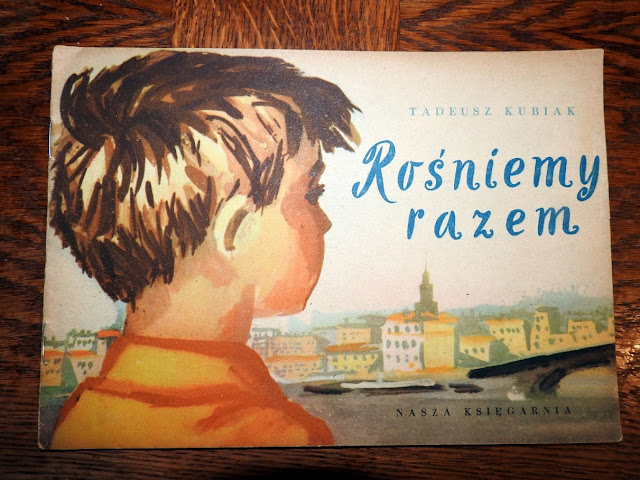 TADEUSZ KUBIAK
Rośniemy
razem
NASZA KSIĘGARNIA